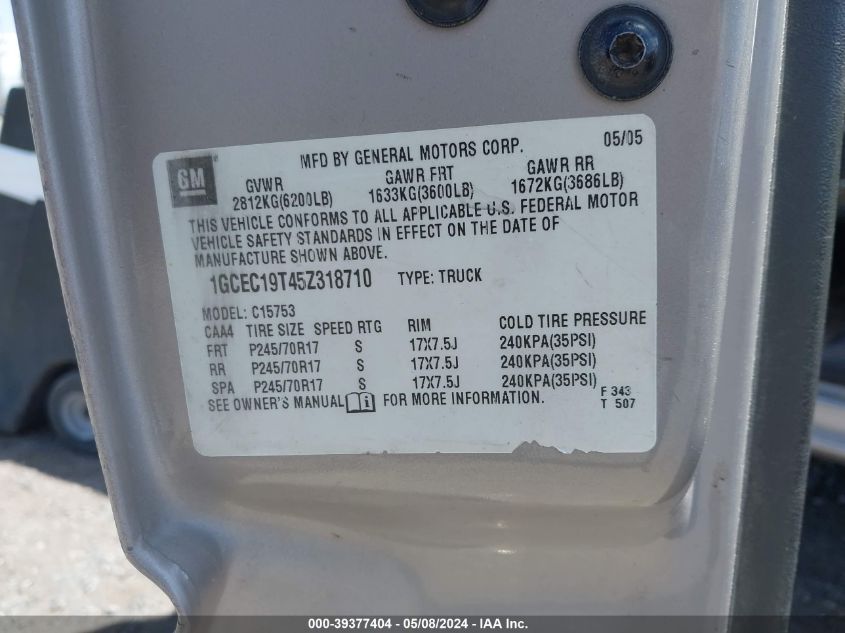 MFD BY GENERAL MOTORS CORP. 05/05
GM
GVWR GAWR FRT GAWR RR
2812KG(6200LB) 1633KG(3600LB) 1672KG(3686LB)
THIS VEHICLE CONFORMS TO ALL APPLICABLE U.S. FEDERAL MOTOR
VEHICLE SAFETY STANDARDS IN EFFECT ON THE DATE OF
MANUFACTURE SHOWN ABOVE.
1GCEC19T45Z318710 TYPE: TRUCK
MODEL: C15753
CAA4 TIRE SIZE SPEED RTG RIM COLD TIRE PRESSURE
FRT P245/70R17 S 17X7.5J 240KPA(35PSI)
RR P245/70R17 S 17X7.5J 240KPA(35PSI)
SPA P245/70R17 S 17X7.5J 240KPA(35PSI)
SEE OWNER'S MANUAL i FOR MORE INFORMATION.
F 343
T 507
000-39377404 - 05/08/2024 - IAA Inc.